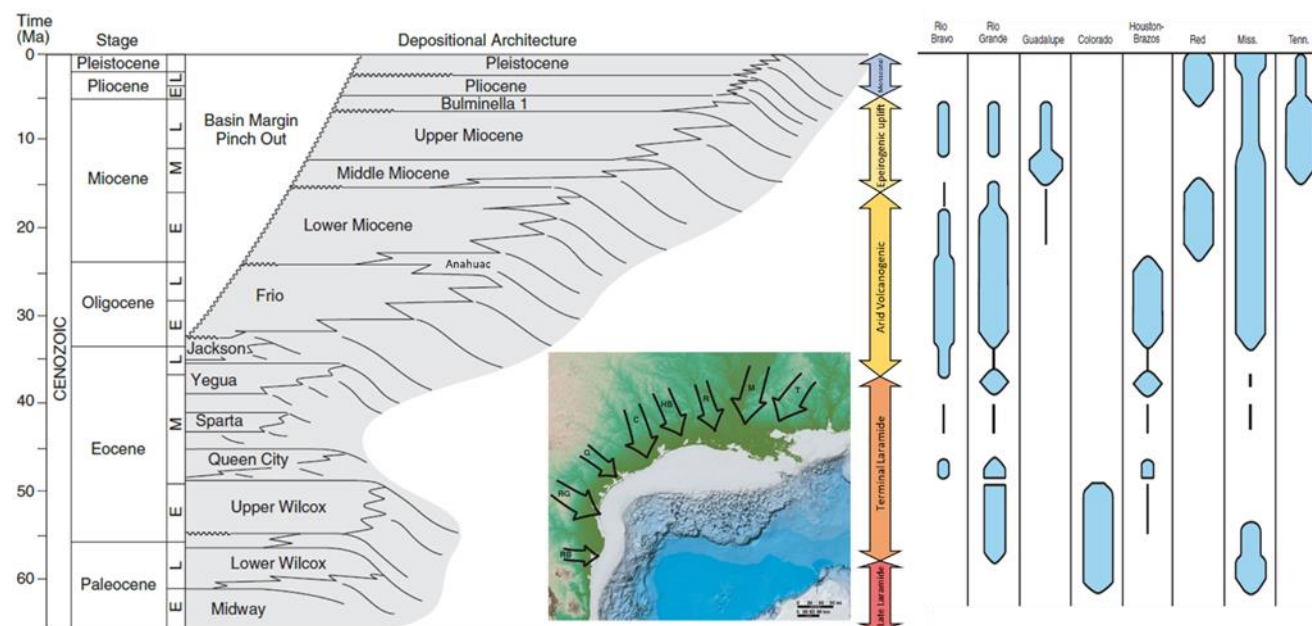 Time
(Ma)
Stage
Depositional Architecture
0
10
20
30
40
50
60
CENOZOIC
Pleistocene
Pliocene
Miocene
Oligocene
Eocene
Paleocene
L
E
L
M
E
L
E
L
M
E
L
E
Basin Margin
Pinch Out
Pleistocene
Pliocene
Bulminella 1
Upper Miocene
Middle Miocene
Lower Miocene
Anahuac
Frio
Jackson
Yegua
Sparta
Queen City
Upper Wilcox
Lower Wilcox
Midway
Epeirogenic uplift
Arid Volcanogenic
Terminal Laramide
Late Laramide
RB
RG
G
C
HB
R
M
T
Rio
Bravo
Rio
Grande
Guadalupe
Colorado
Houston-
Brazos
Red
Miss.
Tenn.